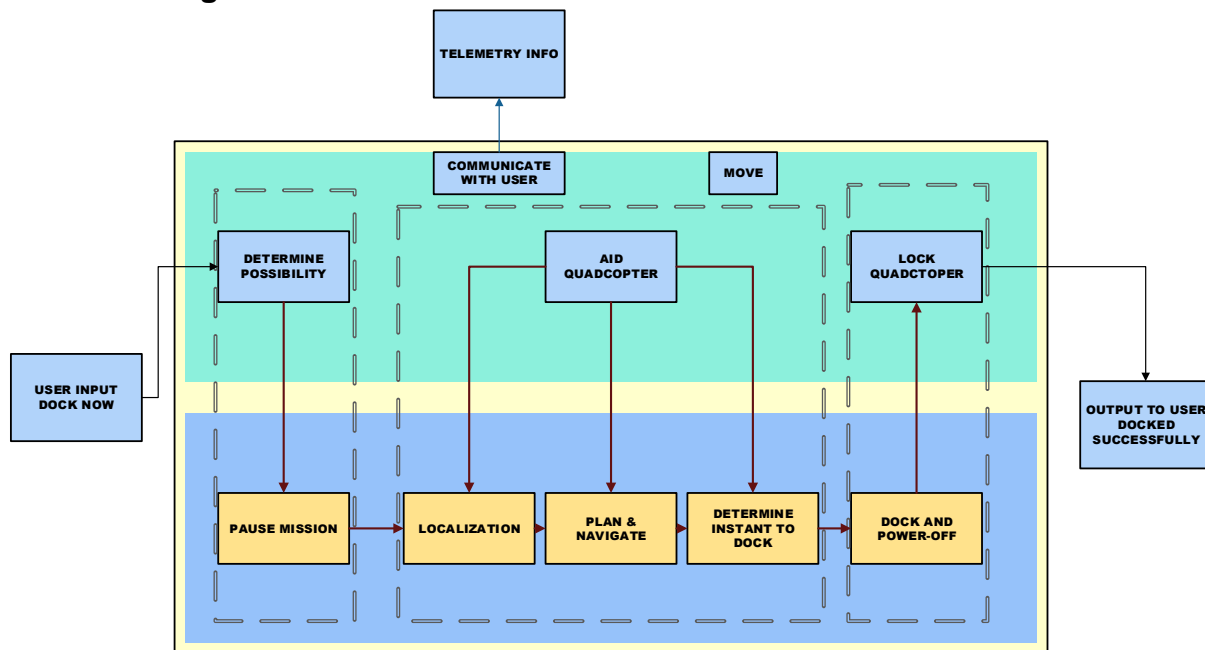 TELEMETRY INFO
COMMUNICATE
WITH USER
MOVE
DETERMINE
POSSIBILITY
AID
QUADCOPTER
LOCK
QUADCTOPER
USER INPUT
DOCK NOW
OUTPUT TO USER
DOCKED
SUCCESSFULLY
PAUSE MISSION
LOCALIZATION
PLAN &
NAVIGATE
DETERMINE
INSTANT TO
DOCK
DOCK AND
POWER-OFF